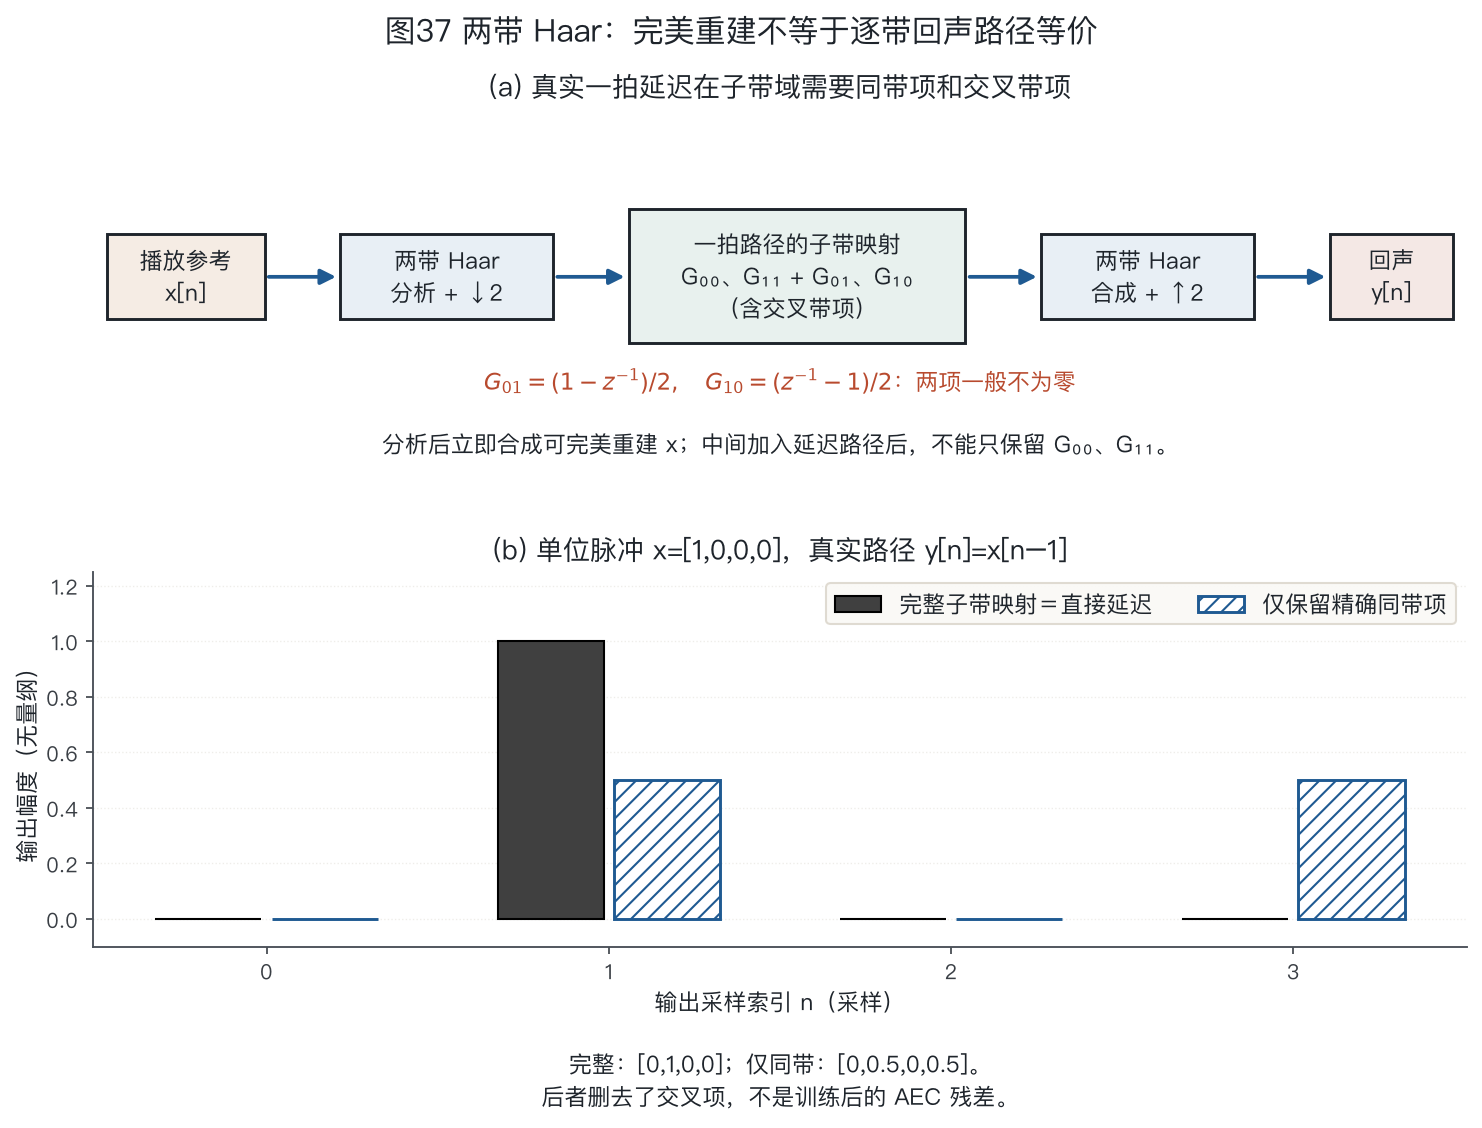 图37 两带 Haar：完美重建不等于逐带回声路径等价
(a) 真实一拍延迟在子带域需要同带项和交叉带项
播放参考
x[n]
两带 Haar
分析 + ↓2
一拍路径的子带映射
G₀₀、G₁₁ + G₀₁、G₁₀
(含交叉带项)
两带 Haar
合成 + ↑2
回声
y[n]
G₀₁ = (1 − z⁻¹)/2, G₁₀ = (z⁻¹ − 1)/2：两项一般不为零
分析后立即合成可完美重建 x；中间加入延迟路径后，不能只保留 G₀₀、G₁₁。
(b) 单位脉冲 x=[1,0,0,0]，真实路径 y[n]=x[n−1]
完整子带映射＝直接延迟
仅保留精确同带项
输出幅度（无量纲）
1.2
1.0
0.8
0.6
0.4
0.2
0.0
0
1
2
3
输出采样索引 n（采样）
完整：[0,1,0,0]；仅同带：[0,0.5,0,0.5]。
后者删去了交叉项，不是训练后的 AEC 残差。